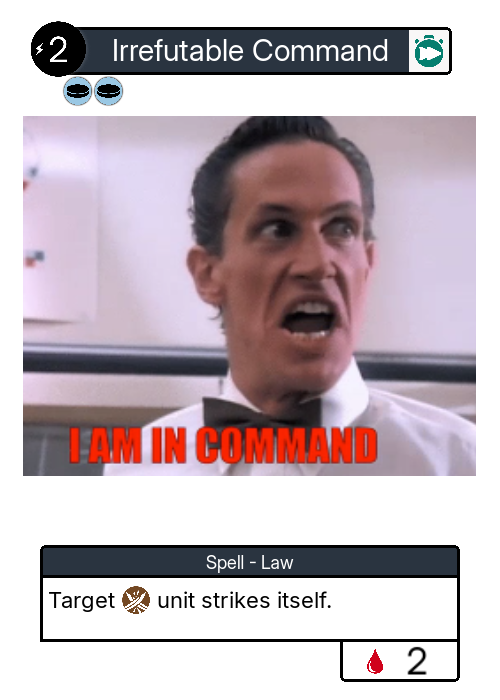 2 Irrefutable Command
I AM IN COMMAND
Spell - Law
Target unit strikes itself.
2